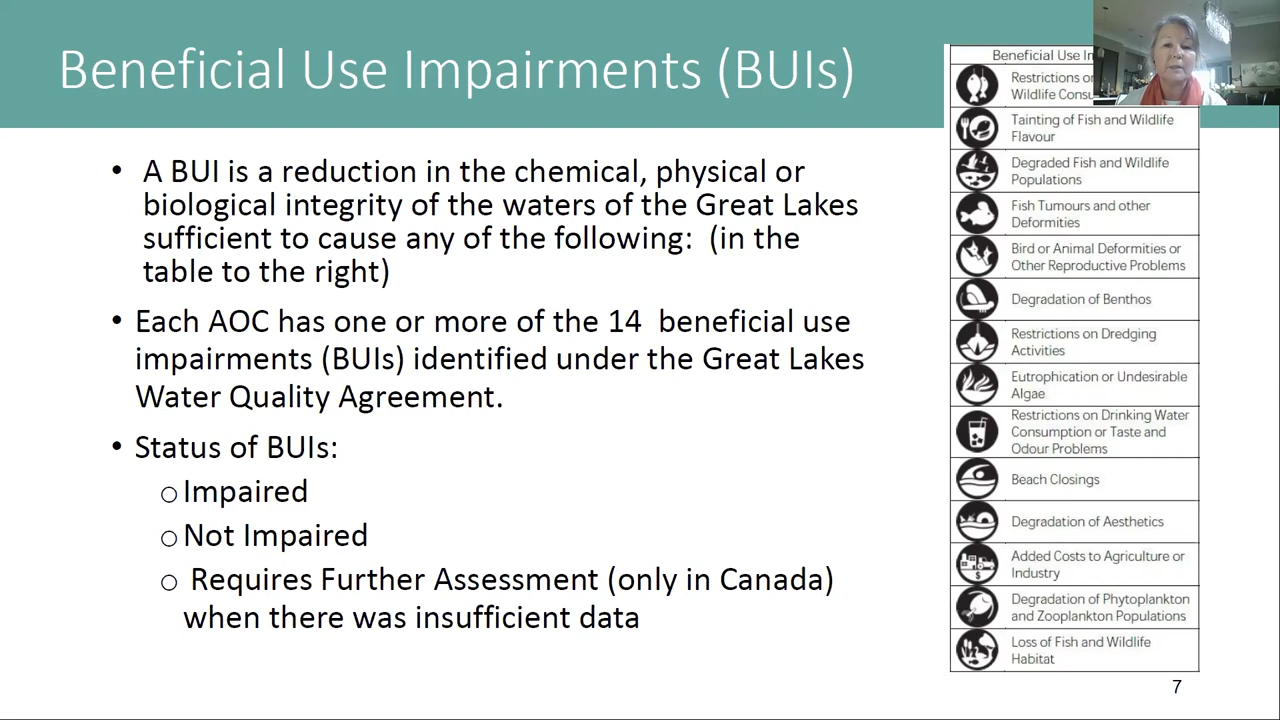 Beneficial Use Impairments (BUIs)
• A BUI is a reduction in the chemical, physical or
biological integrity of the waters of the Great Lakes
sufficient to cause any of the following:  (in the
table to the right)
• Each AOC has one or more of the 14  beneficial use
impairments (BUIs) identified under the Great Lakes
Water Quality Agreement.
• Status of BUIs:
o Impaired
o Not Impaired
o Requires Further Assessment (only in Canada)
when there was insufficient data
Beneficial Use
Restrictions
Wildlife
Tainting of Fish and Wildlife
Flavour
Degraded Fish and Wildlife
Populations
Fish Tumours and other
Deformities
Bird or Animal Deformities or
Other Reproductive Problems
Degradation of Benthos
Restrictions on Dredging
Activities
Eutrophication or Undesirable
Algae
Restrictions on Drinking Water
Consumption or Taste and
Odour Problems
Beach Closings
Degradation of Aesthetics
$
Added Costs to Agriculture or
Industry
Degradation of Phytoplankton
and Zooplankton Populations
Loss of Fish and Wildlife
Habitat
7